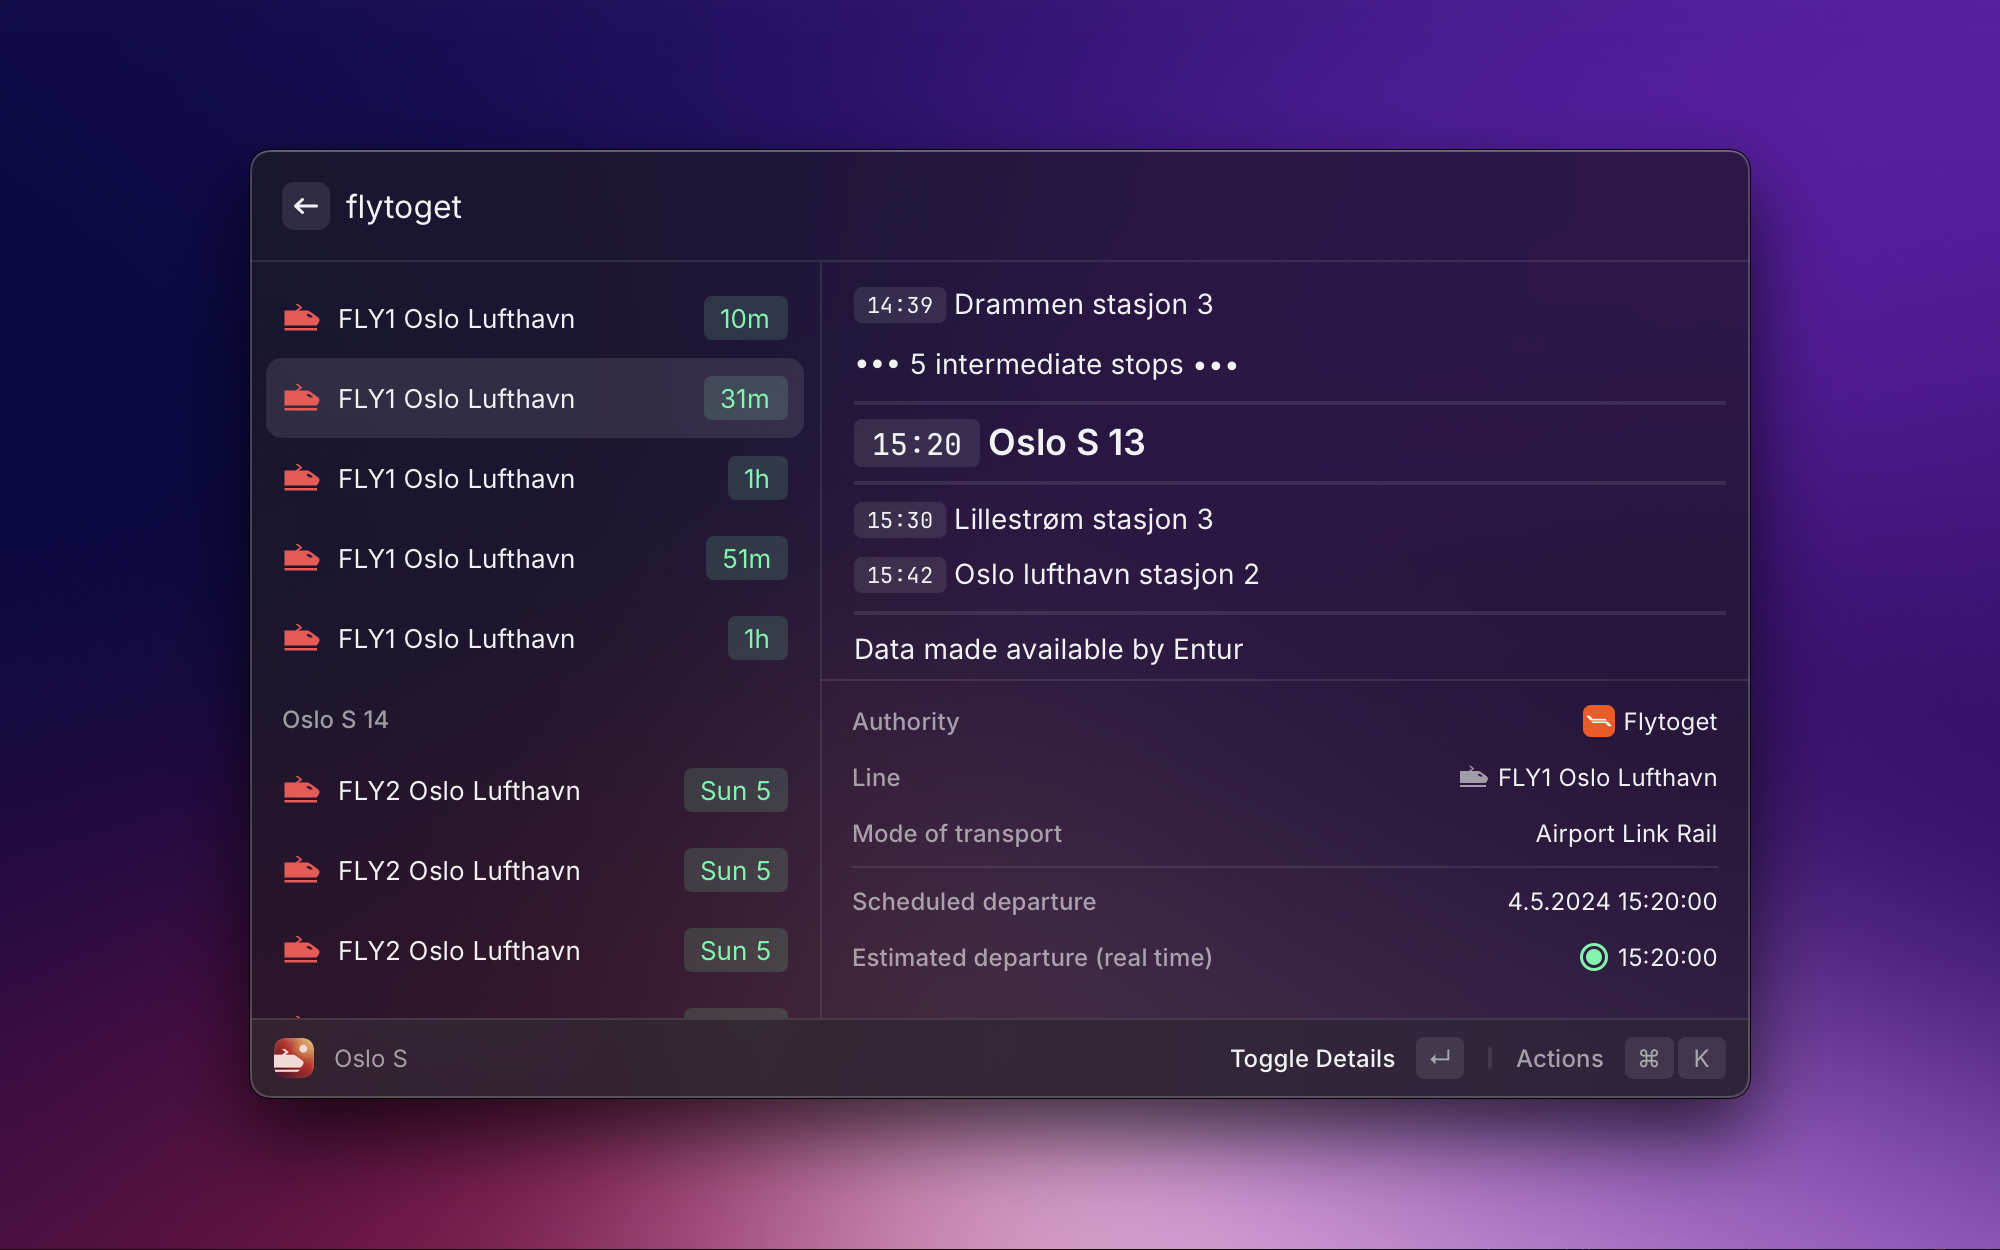 flytoget
FLY1 Oslo Lufthavn 10m
FLY1 Oslo Lufthavn 31m
FLY1 Oslo Lufthavn 1h
FLY1 Oslo Lufthavn 51m
FLY1 Oslo Lufthavn 1h
Oslo S 14
FLY2 Oslo Lufthavn Sun 5
FLY2 Oslo Lufthavn Sun 5
FLY2 Oslo Lufthavn Sun 5
14:39 Drammen stasjon 3
••• 5 intermediate stops •••
15:20 Oslo S 13
15:30 Lillestrøm stasjon 3
15:42 Oslo lufthavn stasjon 2
Data made available by Entur
Authority Flytoget
Line FLY1 Oslo Lufthavn
Mode of transport Airport Link Rail
Scheduled departure 4.5.2024 15:20:00
Estimated departure (real time) 15:20:00
Oslo S Toggle Details ↵ Actions ⌘ K